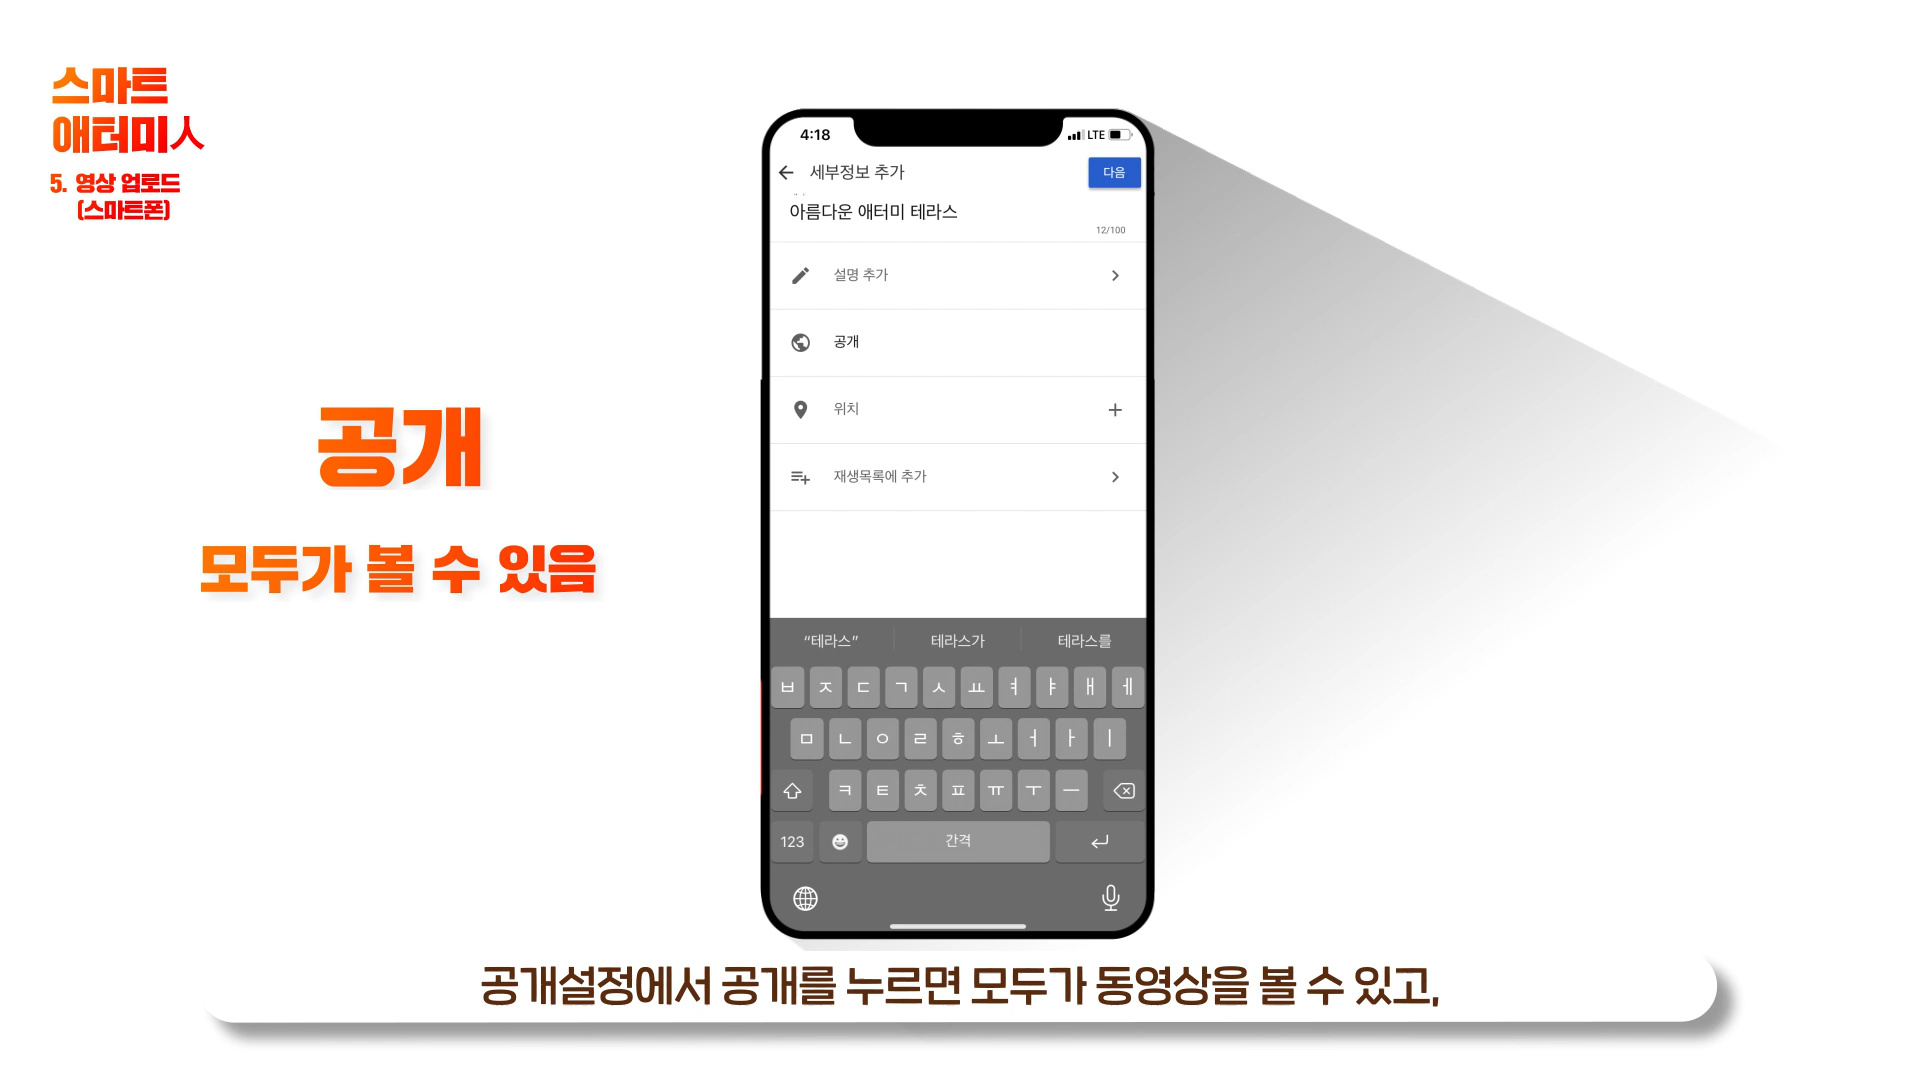 스마트
애터미人
5. 영상 업로드
(스마트폰)
공개
모두가 볼 수 있음
4:18
LTE
세부정보 추가
다음
아름다운 애터미 테라스
12/100
설명 추가
공개
위치
재생목록에 추가
“테라스” 테라스가 테라스를
ㅂ ㅈ ㄷ ㄱ ㅅ ㅛ ㅕ ㅑ ㅐ ㅔ
ㅁ ㄴ ㅇ ㄹ ㅎ ㅗ ㅓ ㅏ ㅣ
ㅋ ㅌ ㅊ ㅍ ㅠ ㅜ ㅡ
123 간격
공개설정에서 공개를 누르면 모두가 동영상을 볼 수 있고,